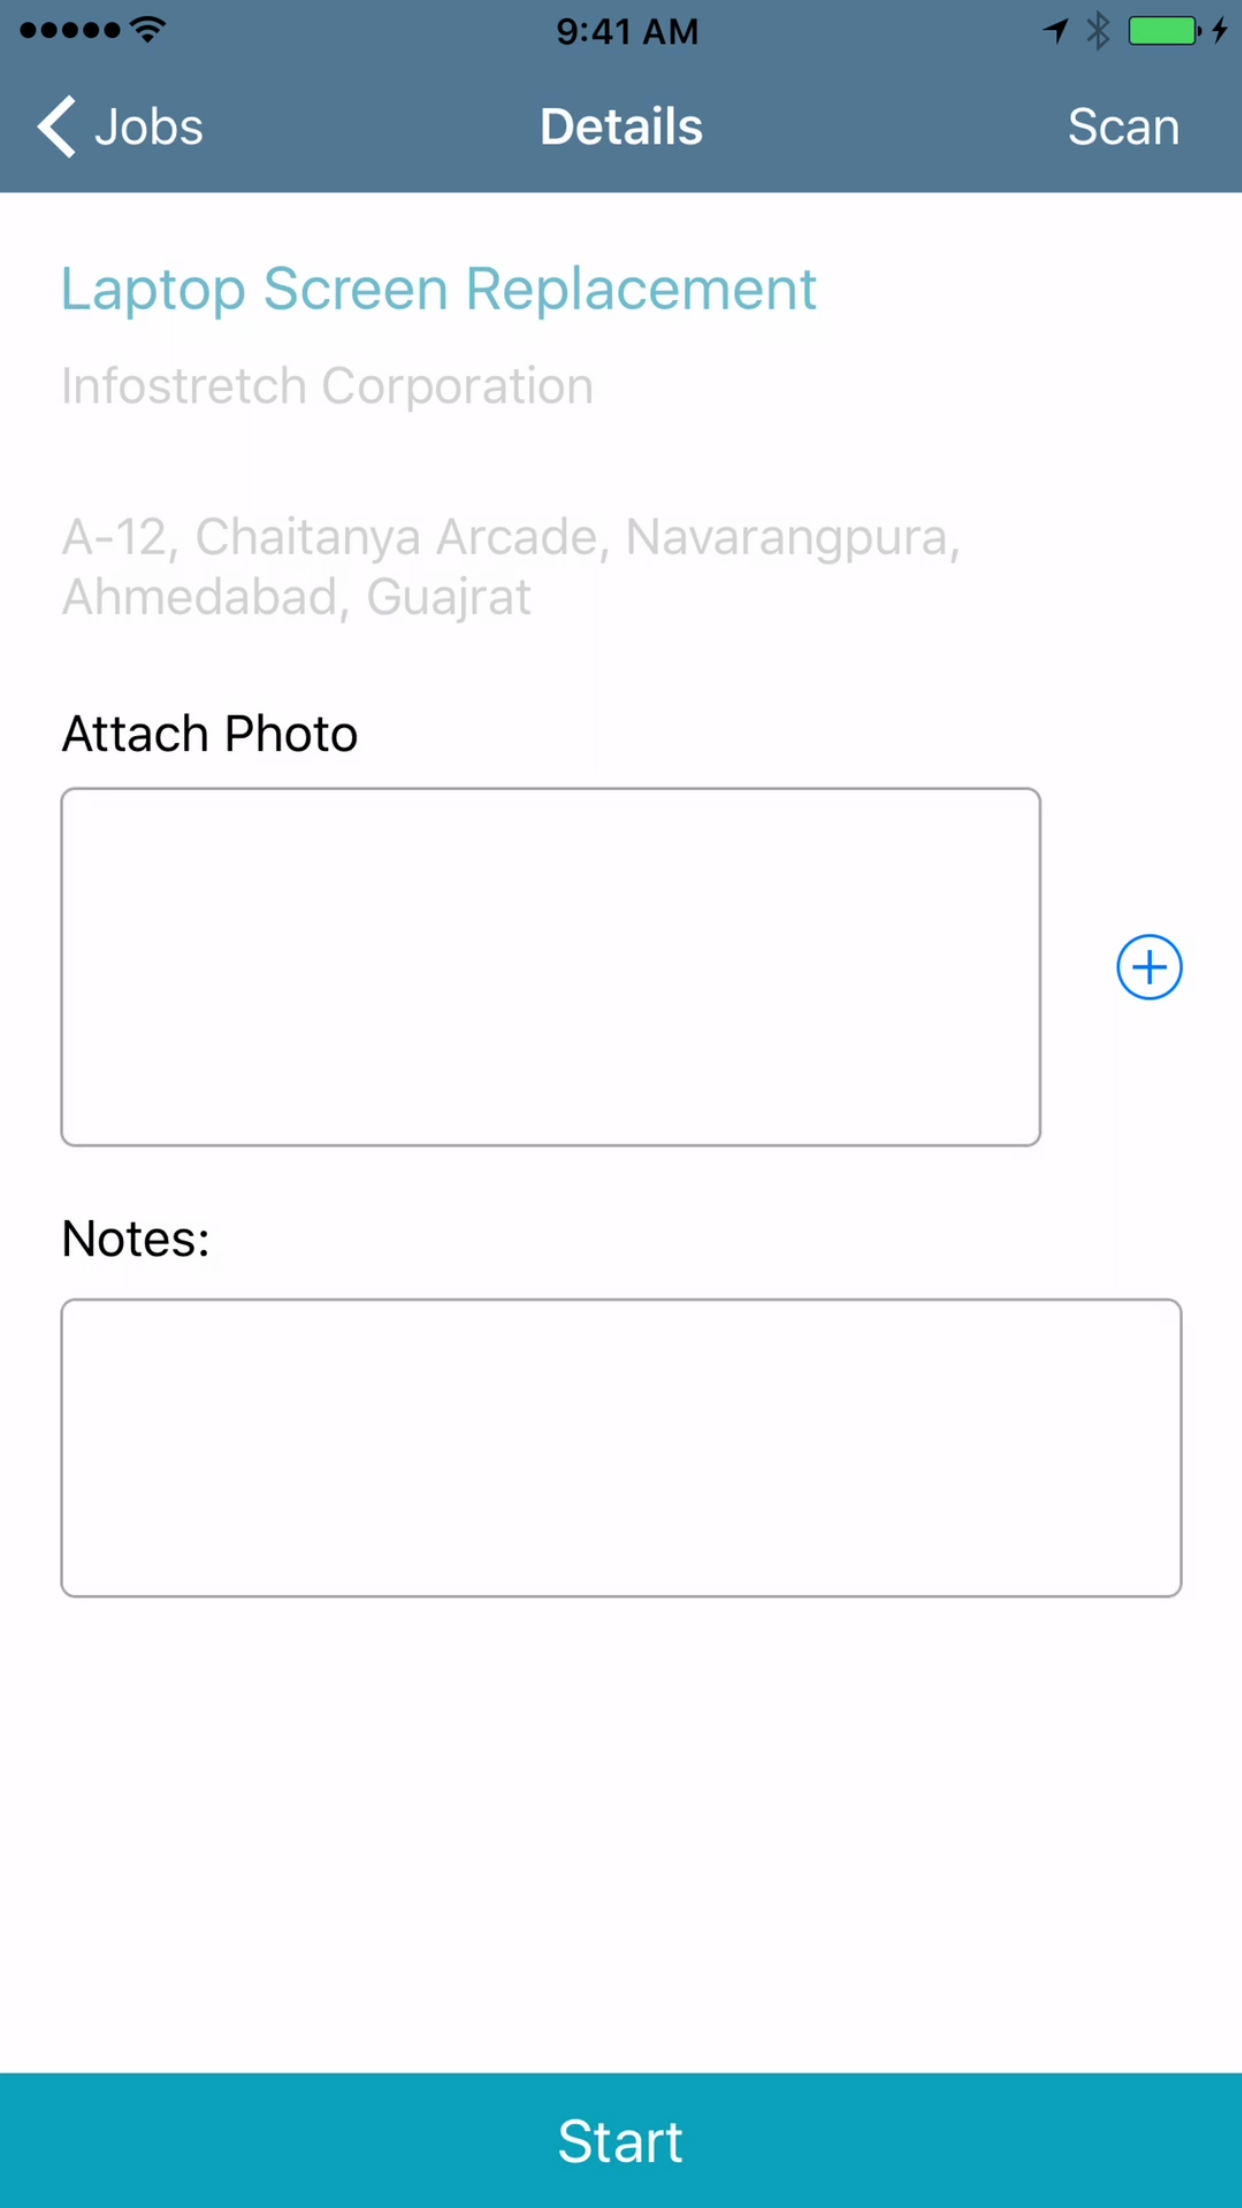 9:41 AM
Jobs
Details
Scan
Laptop Screen Replacement
Infostretch Corporation
A-12, Chaitanya Arcade, Navarangpura,
Ahmedabad, Guajrat
Attach Photo
Notes:
Start